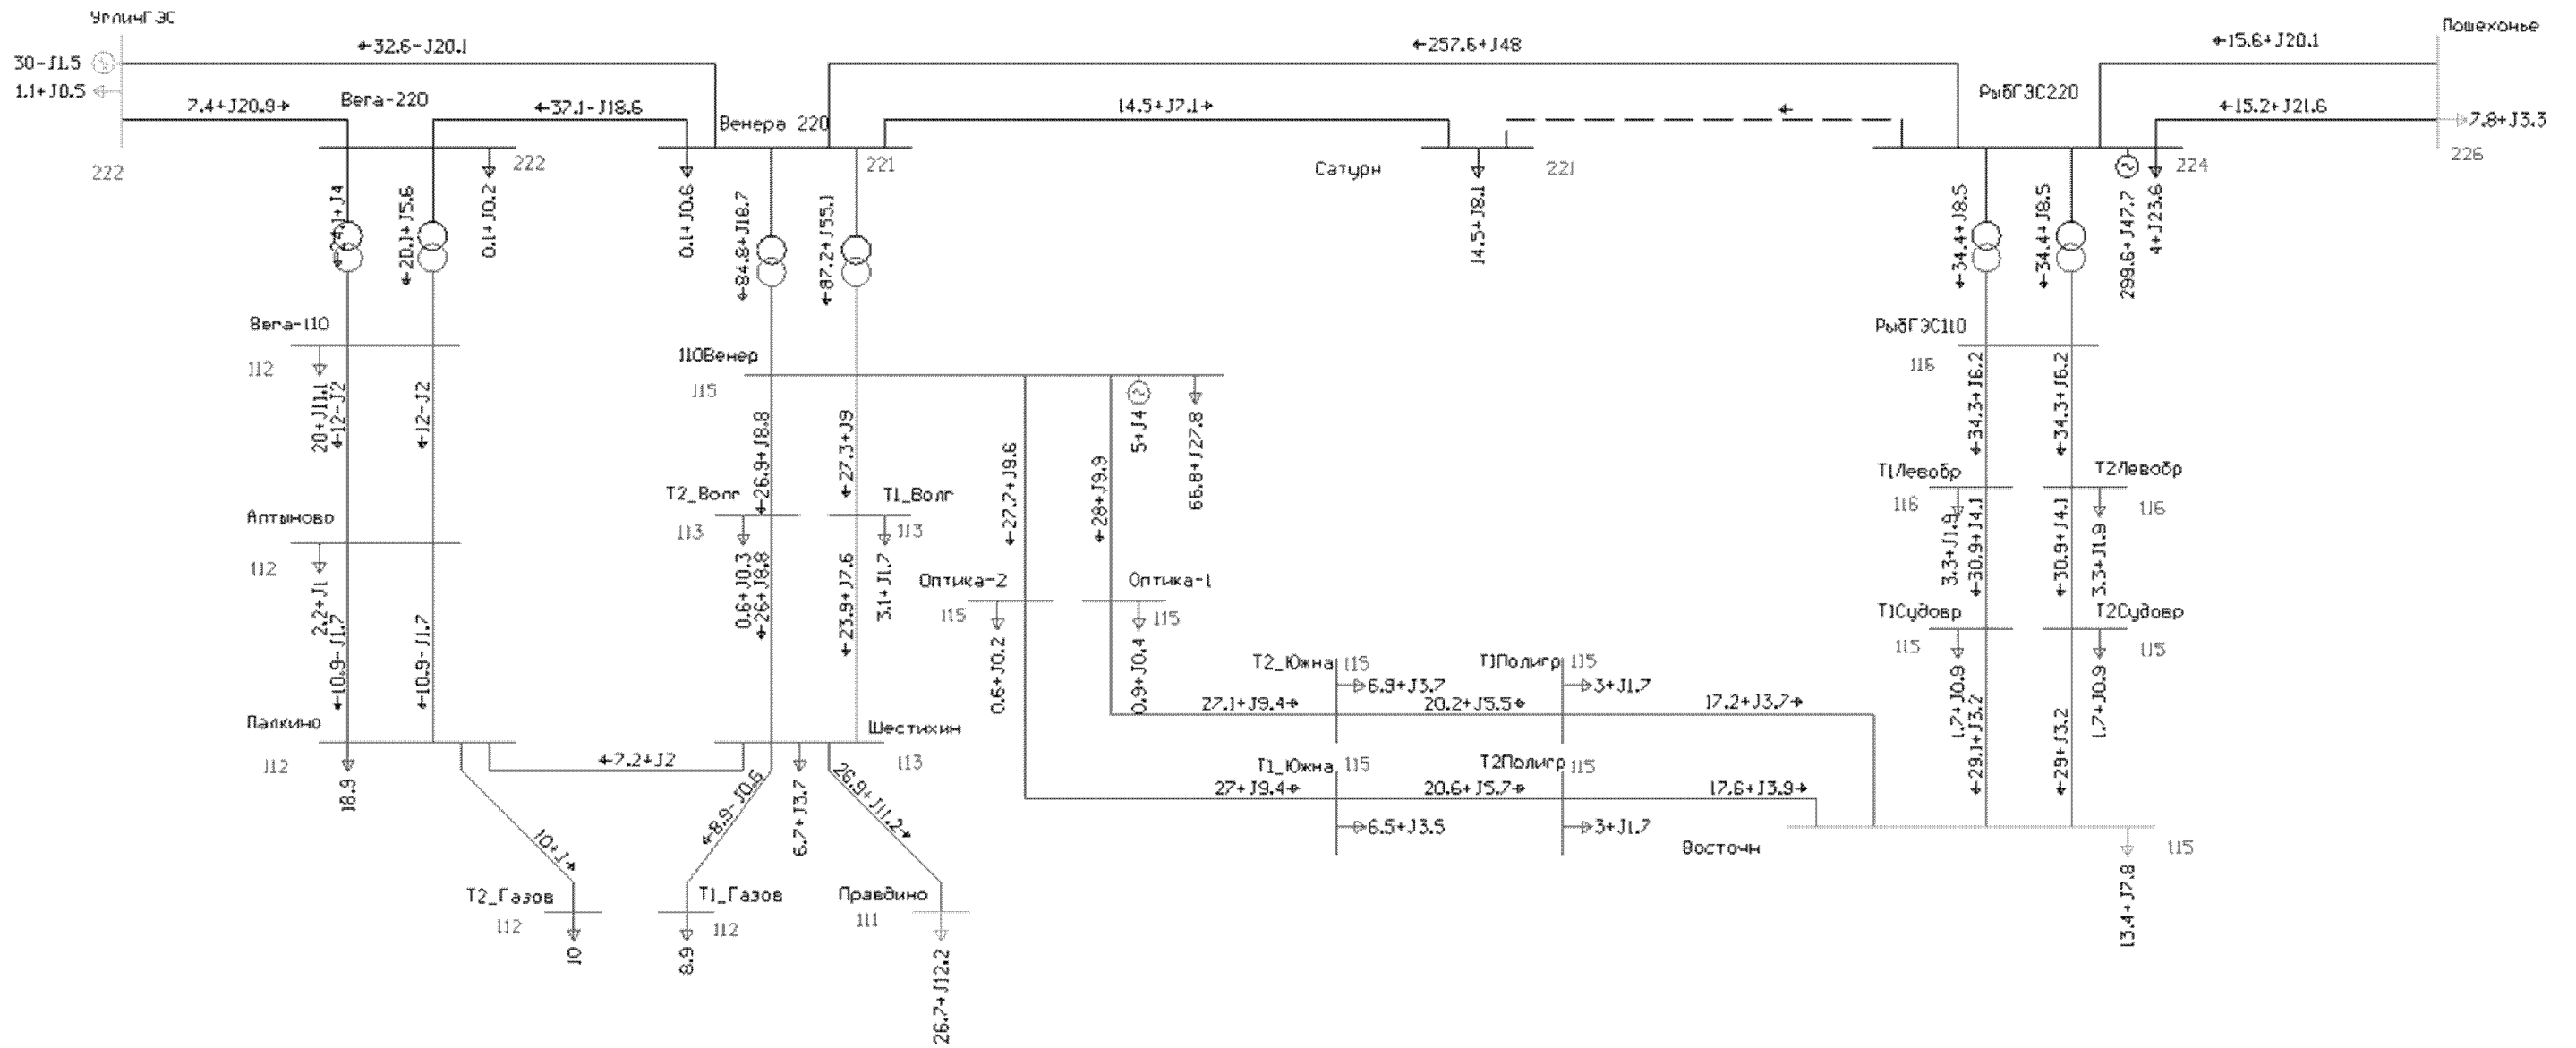 УгличГЭС
Пошехонье
←32.6-J20.1
←257.6+J48
←15.6+J20.1
30-J1.5
1.1+J0.5
7.4+J20.9→
Вега-220
←37.1-J18.6
Венера 220
14.5+J7.1→
←
РыбГЭС220
←15.2+J21.6
7.8+J3.3
222
222
221
Сатурн
221
224
226
←20.1+J5.6
0.1+J0.2
0.1+J0.6
←84.8+J18.7
←87.2+J55.1
14.5+J8.1
←34.4+J8.5
←34.4+J8.5
299.6+J47.7
4+J23.6
Вега-110
112
110Венер
115
РыбГЭС110
116
20+J11.1
←12-J2
←12-J2
←26.9+J8.8
←27.3+J9
←27.7+J9.6
←28+J9.9
5+J4
66.8+J27.8
←34.3+J6.2
←34.3+J6.2
Т1Левобр
116
Т2Левобр
116
Т2_Волг
113
Т1_Волг
113
Алтыново
112
3.3+J1.9
←30.9+J4.1
←30.9+J4.1
3.3+J1.9
2.2+J1
←10.9-J1.7
←10.9-J1.7
0.6+J0.3
←26+J8.8
←23.9+J7.6
3.1+J1.7
Оптика-2
115
Оптика-1
115
Т1Судовр
115
Т2Судовр
115
0.6+J0.2
0.9+J0.4
Т2_Южна 115
6.9+J3.7
Т1Полигр 115
3+J1.7
27.1+J9.4→
20.2+J5.5→
17.2+J3.7→
1.7+J0.9
←29.1+J3.2
←29+J3.2
1.7+J0.9
Палкино
112
Шестихин
113
←7.2+J2
18.9
Т1_Южна 115
Т2Полигр 115
27+J9.4→
20.6+J5.7→
17.6+J3.9→
6.5+J3.5
3+J1.7
Восточн
115
←8.9-J0.6
6.7+J3.7
26.9+J11.2→
13.4+J7.8
Т2_Газов
112
Т1_Газов
112
Правдино
111
10
8.9
26.7+J12.2